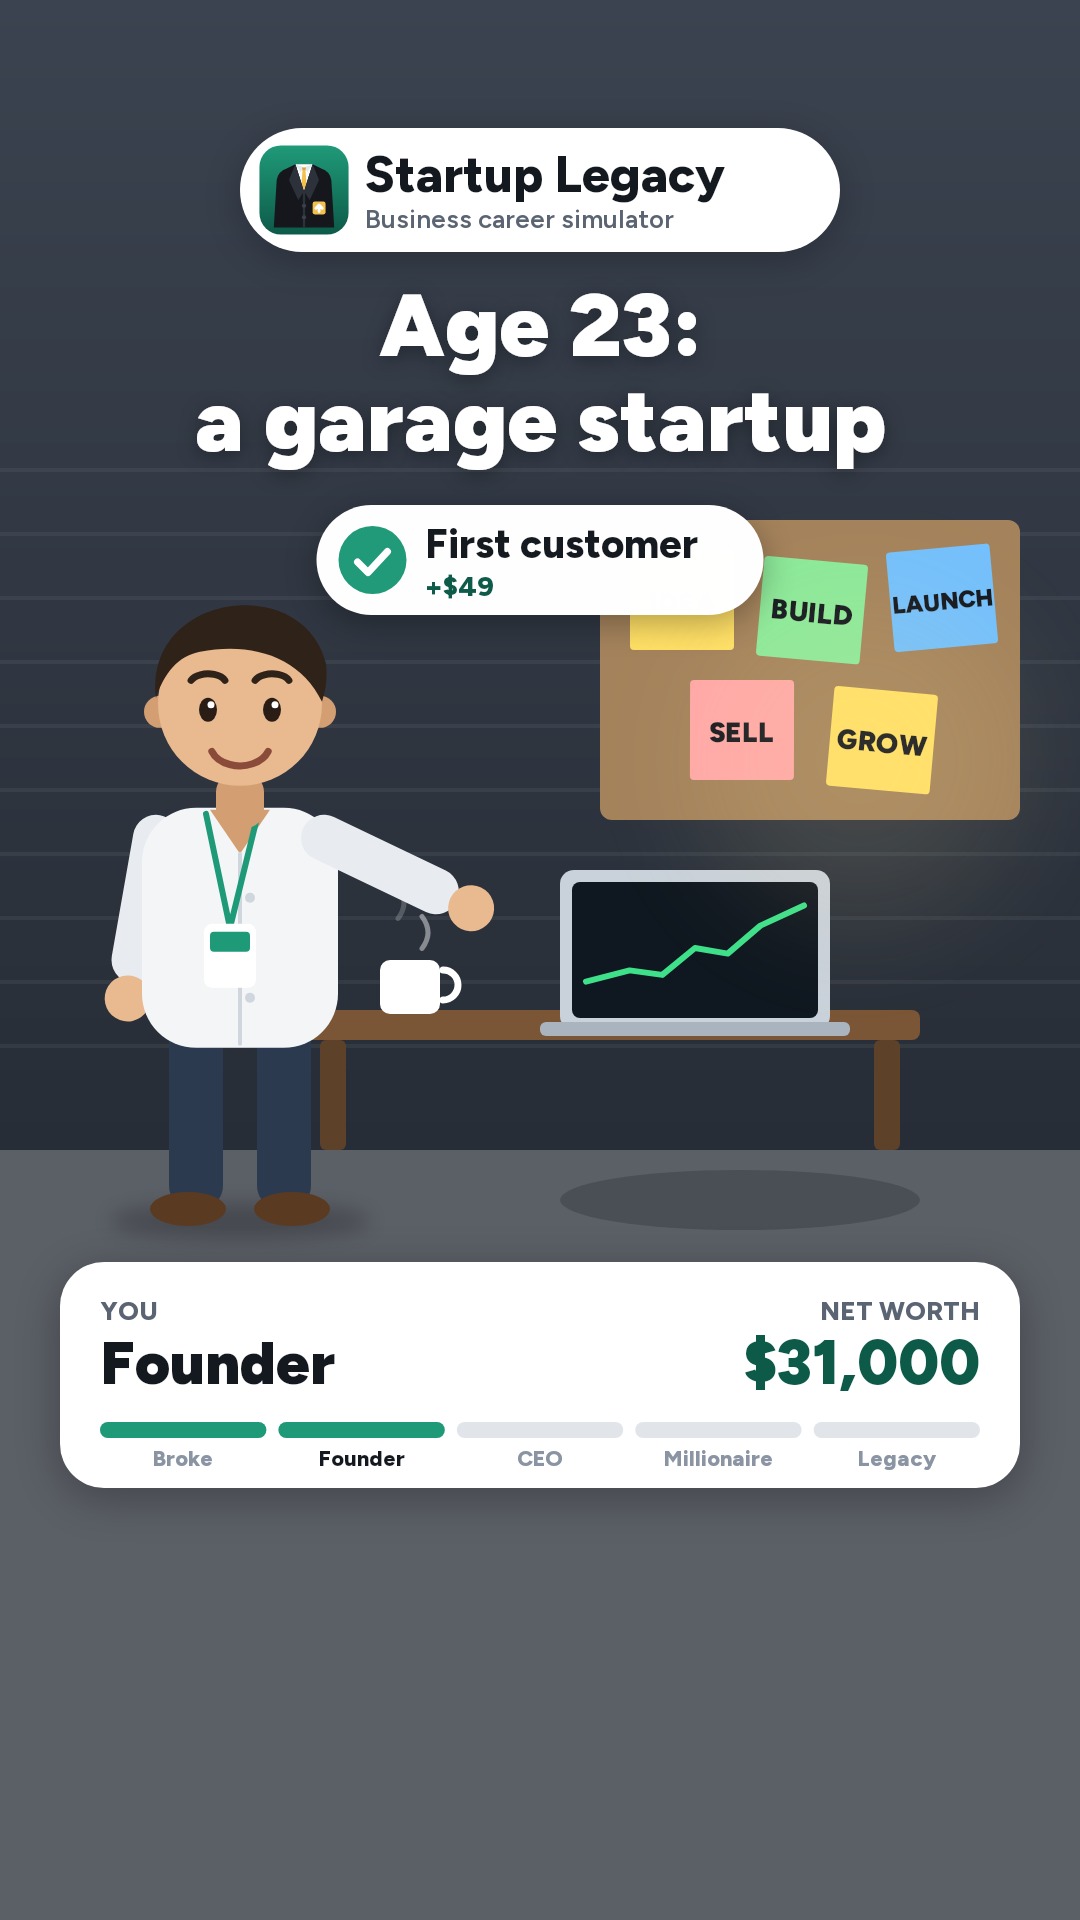 Startup Legacy
Business career simulator
Age 23:
a garage startup
First customer
+$49
BUILD
LAUNCH
SELL
GROW
YOU
NET WORTH
Founder
$31,000
Broke
Founder
CEO
Millionaire
Legacy